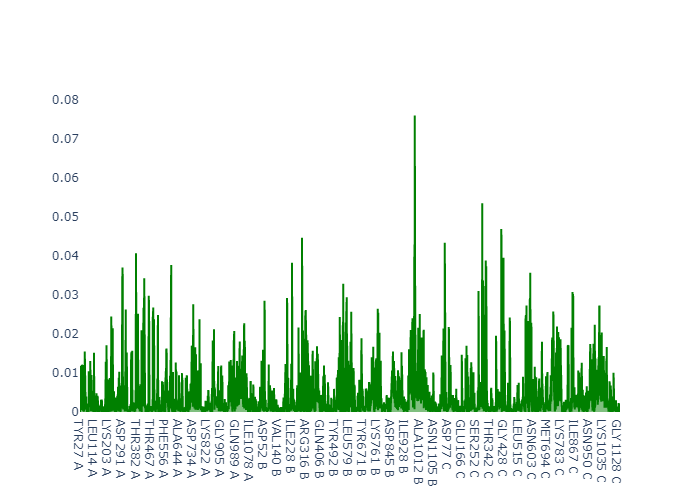 0.08
0.07
0.06
0.05
0.04
0.03
0.02
0.01
0
TYR27 A
LEU114 A
LYS203 A
ASP291 A
THR382 A
THR467 A
PHE556 A
ALA644 A
ASP734 A
LYS822 A
GLY905 A
GLN989 A
ILE1078 A
ASP52 B
VAL140 B
ILE228 B
ARG316 B
GLN406 B
TYR492 B
LEU579 B
TYR671 B
LYS761 B
ASP845 B
ILE928 B
ALA1012 B
ASN1105 B
ASP77 C
GLU166 C
SER252 C
THR342 C
GLY428 C
LEU515 C
ASN603 C
MET694 C
LYS783 C
ILE867 C
ASN950 C
LYS1035 C
GLY1128 C